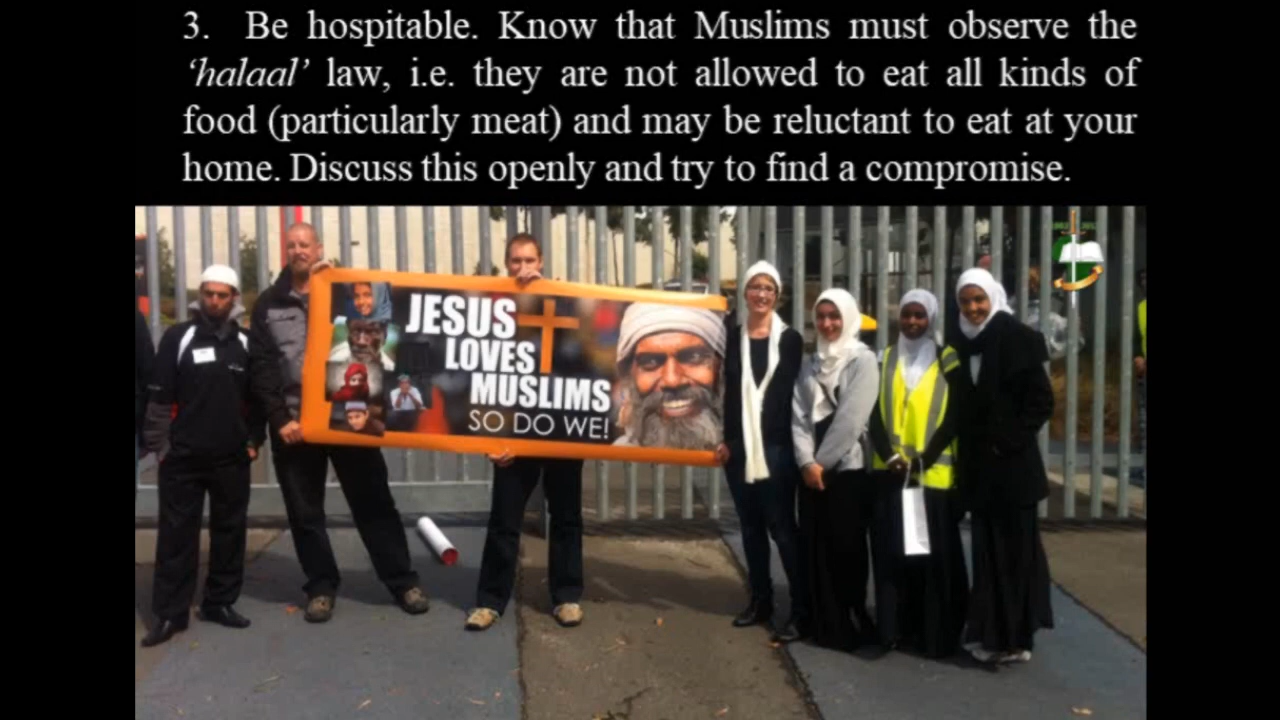 3. Be hospitable. Know that Muslims must observe the
‘halaal’ law, i.e. they are not allowed to eat all kinds of
food (particularly meat) and may be reluctant to eat at your
home. Discuss this openly and try to find a compromise.
JESUS
LOVES
MUSLIMS
SO DO WE!